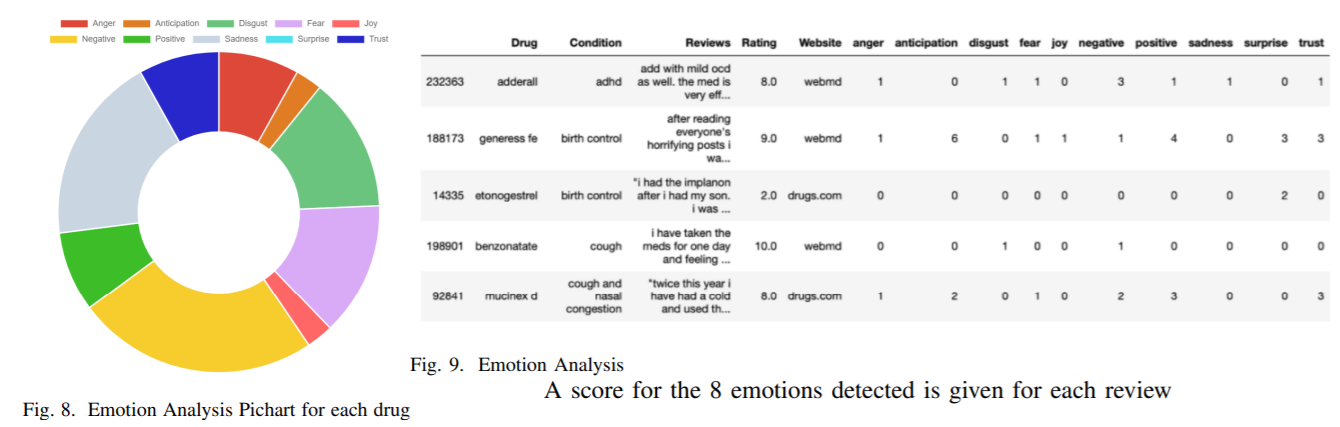 Anger Anticipation Disgust Fear Joy
Negative Positive Sadness Surprise Trust
Fig. 8. Emotion Analysis Pichart for each drug
Drug Condition Reviews Rating Website anger anticipation disgust fear joy negative positive sadness surprise trust
232363 adderall adhd add with mild ocd as well. the med is very eff... 8.0 webmd 1 0 1 1 0 3 1 1 0 1
188173 generess fe birth control after reading everyone's horrifying posts i wa... 9.0 webmd 1 6 0 1 1 1 4 0 3 3
14335 etonogestrel birth control "i had the implanon after i had my son. i was ... 2.0 drugs.com 0 0 0 0 0 0 0 0 2 0
198901 benzonatate cough i have taken the meds for one day and feeling ... 10.0 webmd 0 0 1 0 0 1 0 0 0 0
92841 mucinex d cough and nasal congestion "twice this year i have had a cold and used th... 8.0 drugs.com 1 2 0 1 0 2 3 0 0 3
Fig. 9. Emotion Analysis
A score for the 8 emotions detected is given for each review